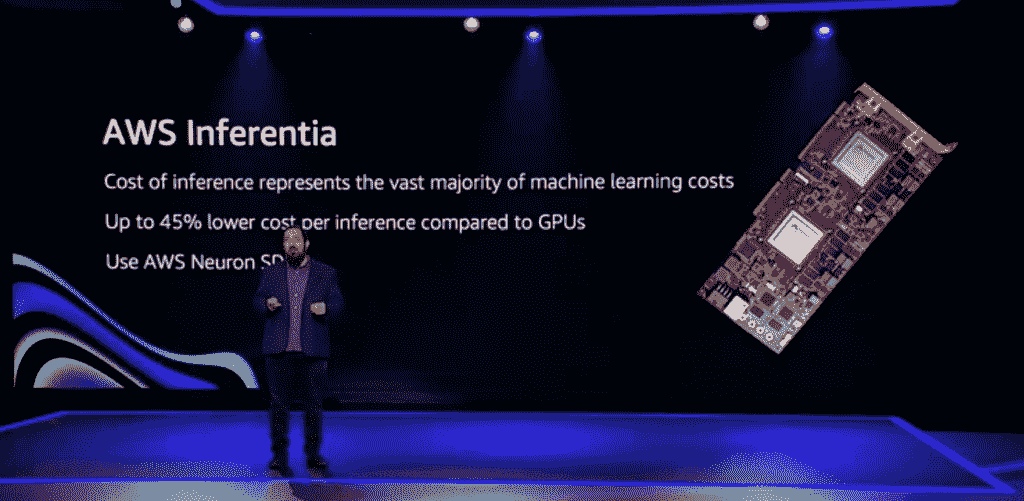 AWS Inferentia
Cost of inference represents the vast majority of machine learning costs
Up to 45% lower cost per inference compared to GPUs
Use AWS Neuron SD